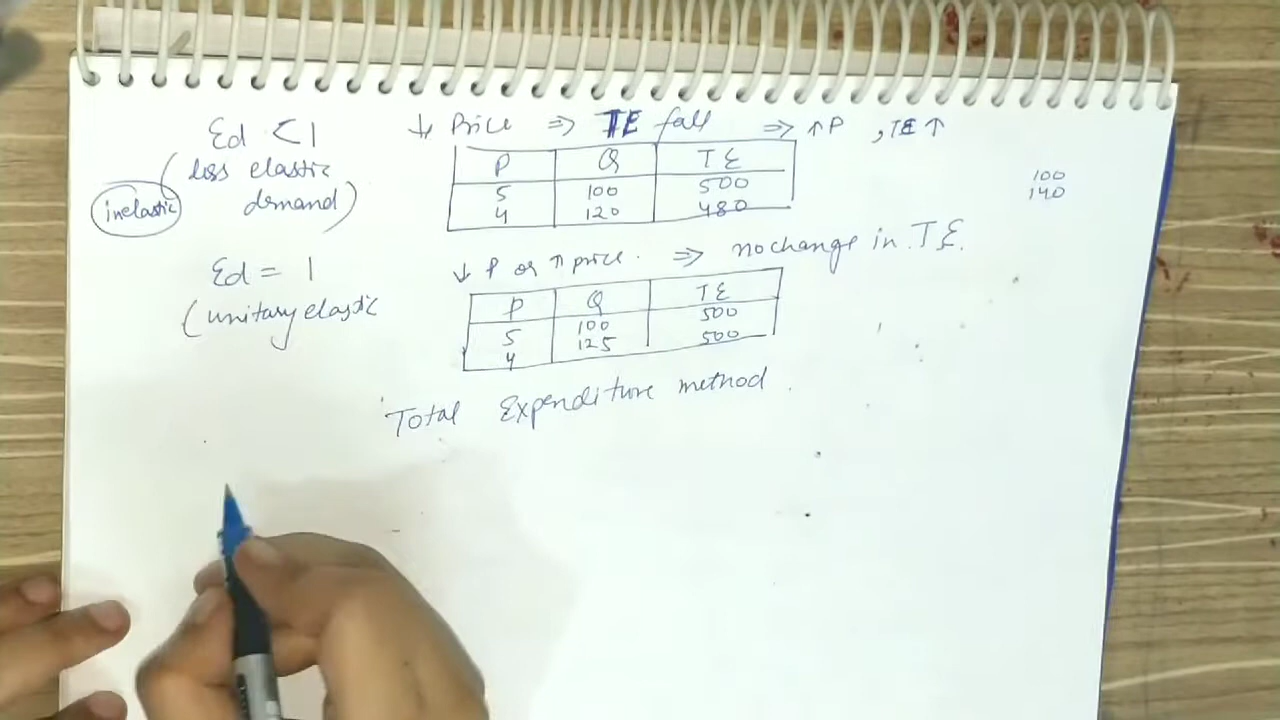 Ed < 1 ↓ Price ⇒ TE fall ⇒ ↑P , TE ↑
(less elastic
inelastic demand)
P Q TE
5 100 500
4 120 480
100
140
Ed = 1 ↓ P or ↑ price. ⇒ no change in TE.
(unitary elastic
P Q TE
5 100 500
4 125 500
Total Expenditure method.